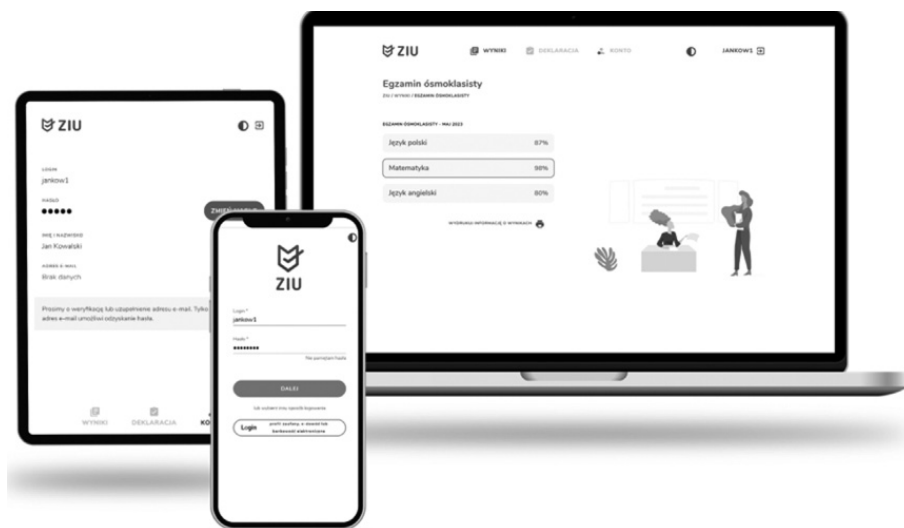 ZIU
LOGIN
jankow1
HASŁO
IMIĘ I NAZWISKO
Jan Kowalski
ADRES E-MAIL
Brak danych
Prosimy o weryfikację lub uzupełnienie adresu e-mail. Tylko
adres e-mail umożliwi odzyskanie hasła.
WYNIKI DEKLARACJA
ZIU
Login *
jankow1
Hasło *
Nie pamiętam hasła
DALEJ
lub wybierz inny sposób logowania
Login profil zaufany, e-dowód lub
bankowość elektroniczna
ZIU WYNIKI DEKLARACJA KONTO JANKOW1
Egzamin ósmoklasisty
ZIU / WYNIKI / EGZAMIN ÓSMOKLASISTY
EGZAMIN ÓSMOKLASISTY - MAJ 2023
Język polski 87%
Matematyka 98%
Język angielski 80%
WYDRUKUJ INFORMACJĘ O WYNIKACH